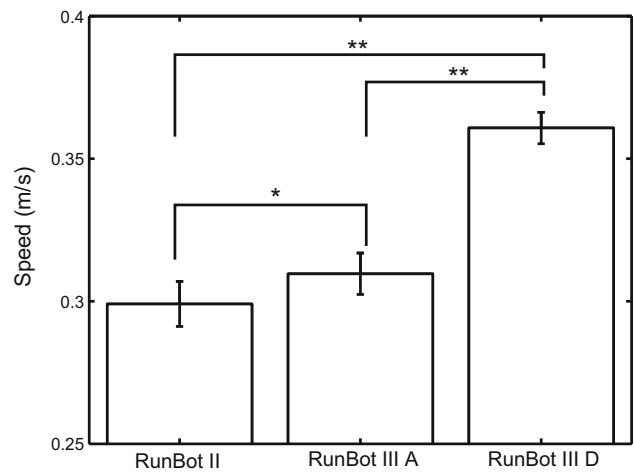 0.4
**
**
0.35
*
Speed (m/s)
0.3
0.25
RunBot II
RunBot III A
RunBot III D